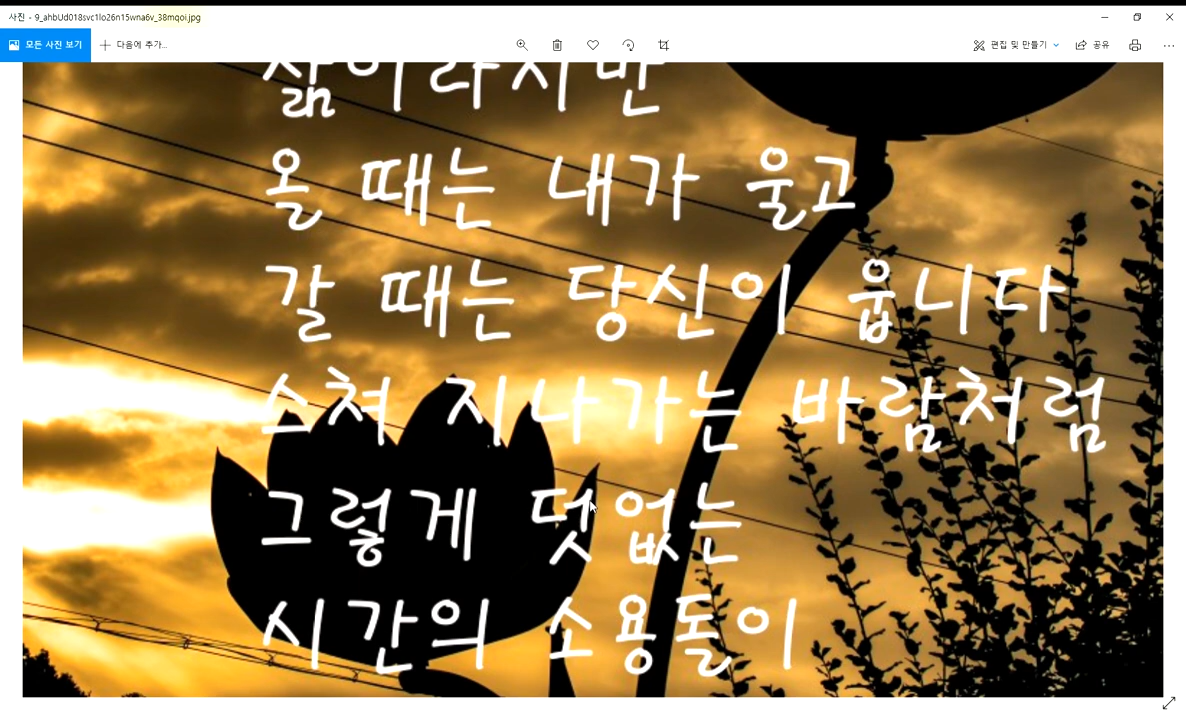 사진 - 9_ahbUd018svc1lo26n15wna6v_38mqoi.jpg
모든 사진 보기
다음에 추가...
편집 및 만들기
공유
삶이라지만
올 때는 내가 울고
갈 때는 당신이 웁니다
스쳐 지나가는 바람처럼
그렇게 덧없는
시간의 소용돌이